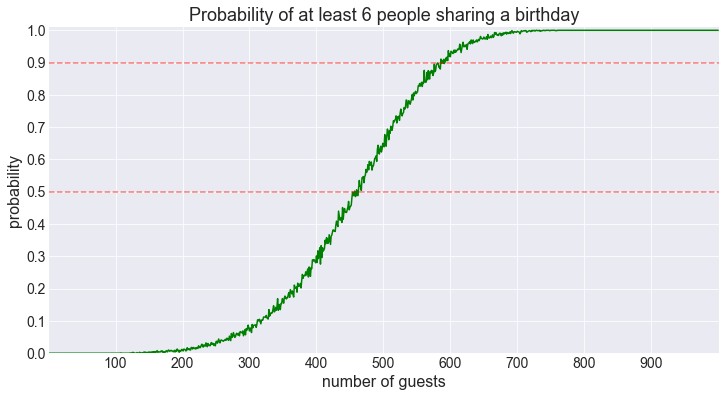 Probability of at least 6 people sharing a birthday
probability
1.0
0.9
0.8
0.7
0.6
0.5
0.4
0.3
0.2
0.1
0.0
100 200 300 400 500 600 700 800 900
number of guests